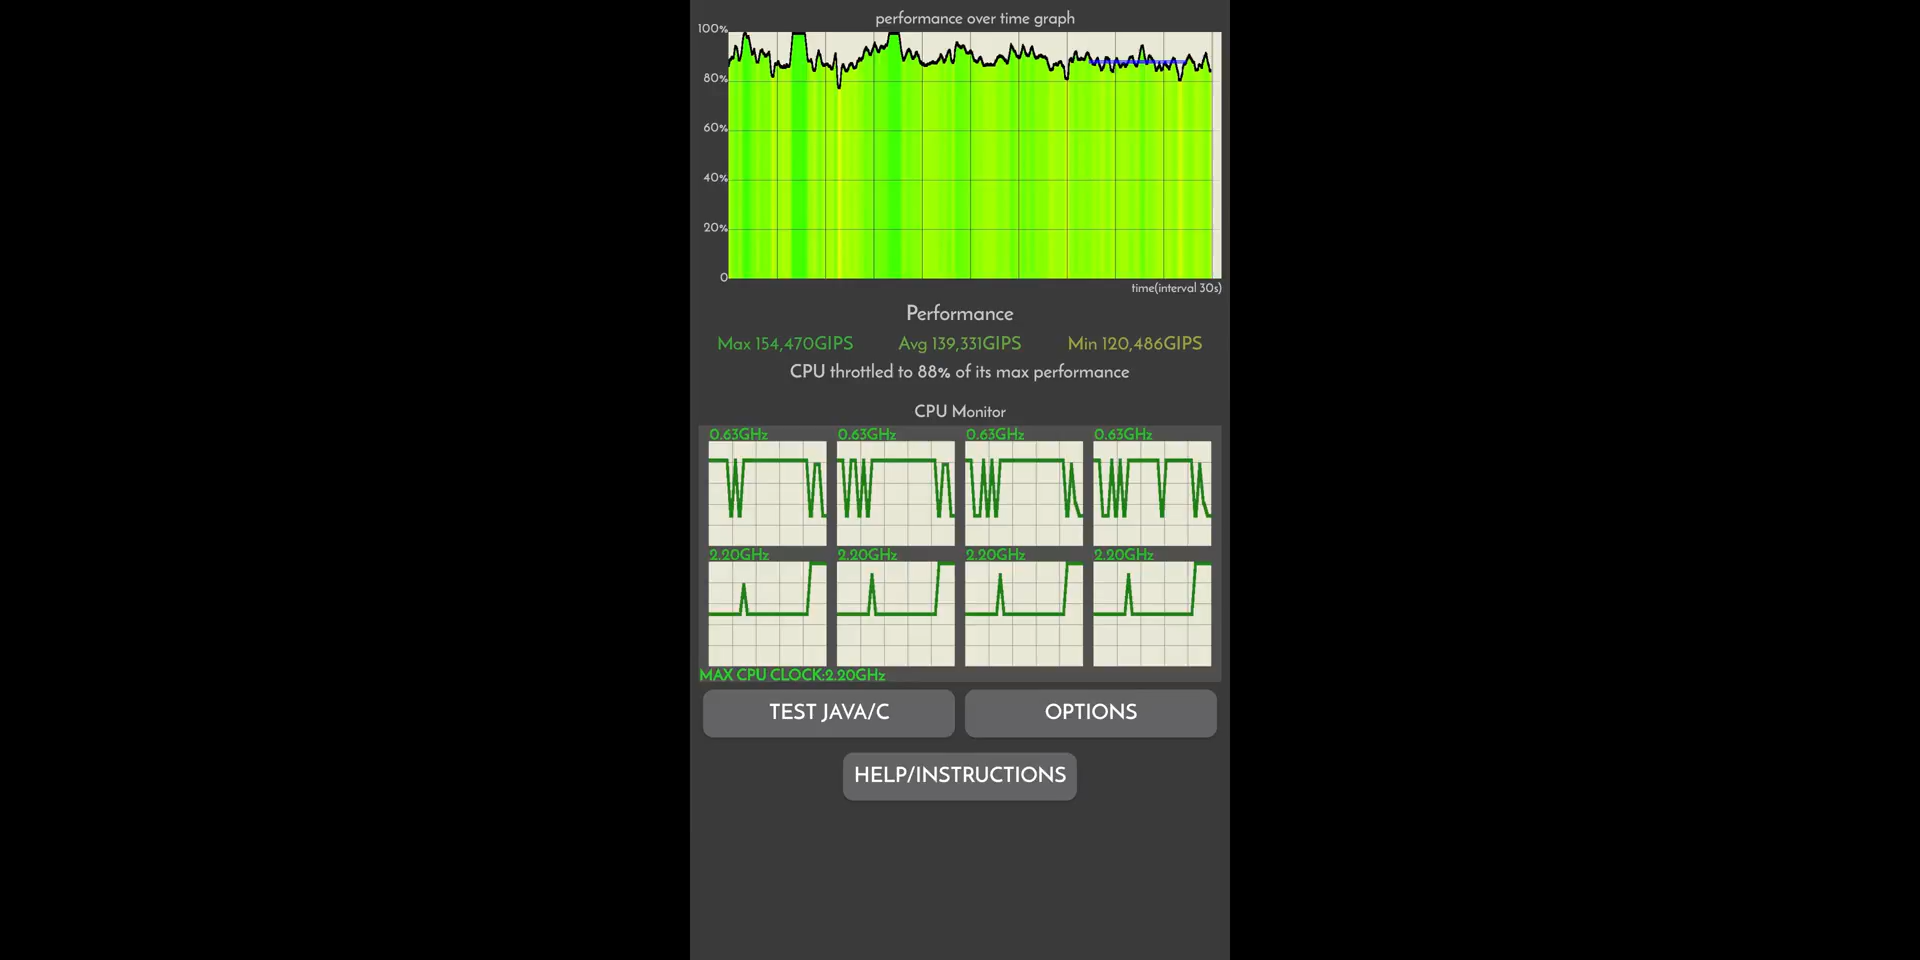 performance over time graph
100%
80%
60%
40%
20%
0
time(interval 30s)
Performance
Max 154,470GIPS Avg 139,331GIPS Min 120,486GIPS
CPU throttled to 88% of its max performance
CPU Monitor
0.63GHz 0.63GHz 0.63GHz 0.63GHz
2.20GHz 2.20GHz 2.20GHz 2.20GHz
MAX CPU CLOCK:2.20GHz
TEST JAVA/C OPTIONS
HELP/INSTRUCTIONS